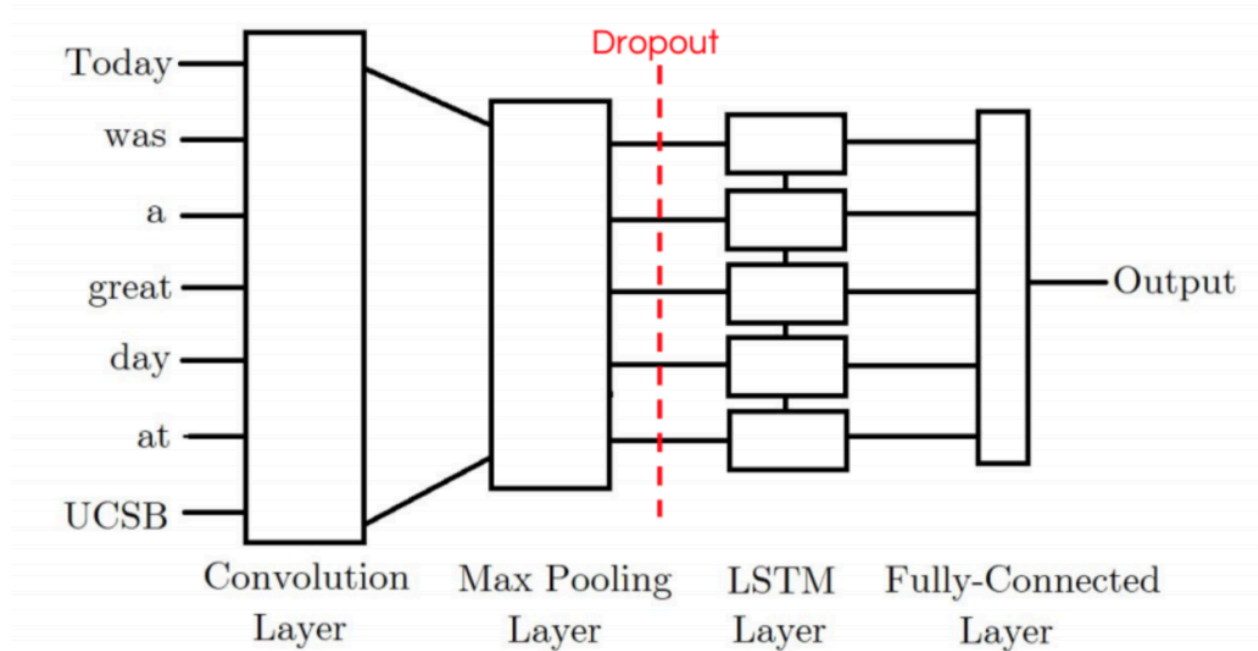 Dropout
Today
was
a
great
day
at
UCSB
Output
Convolution
Layer
Max Pooling
Layer
LSTM
Layer
Fully-Connected
Layer